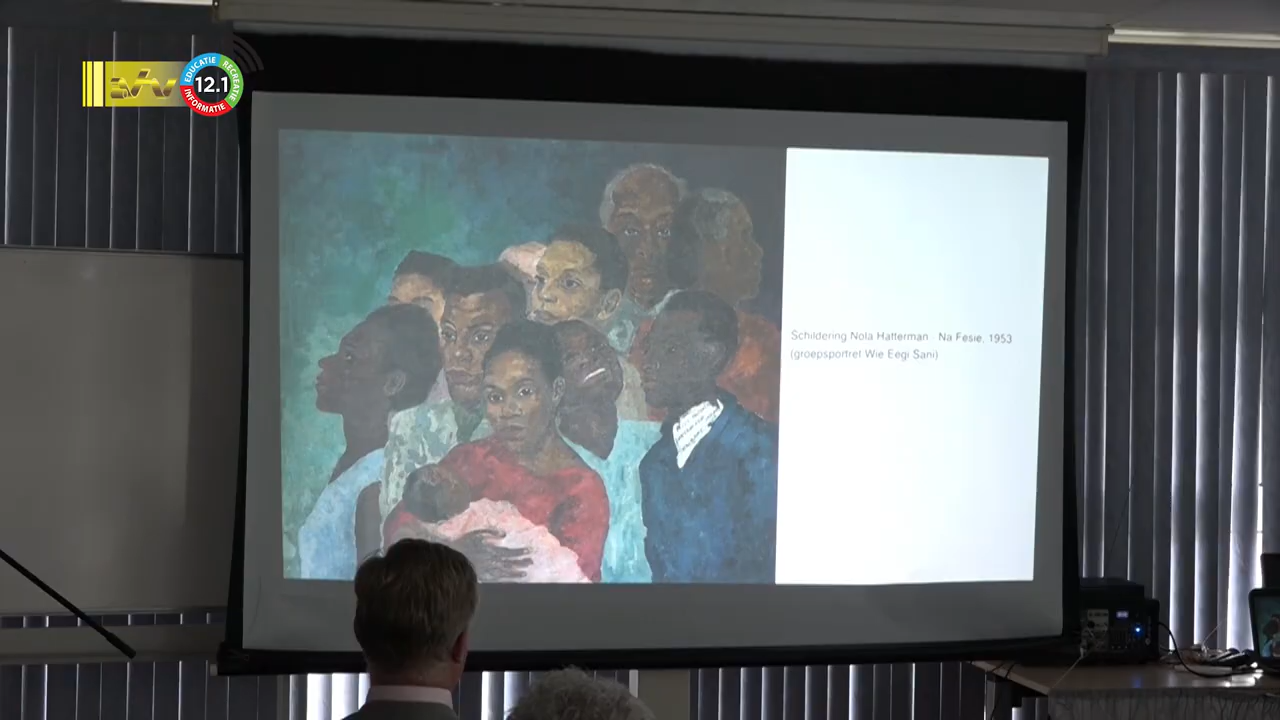 EDUCATIE RECREATIE
12.1
INFORMATIE
Schildering Nola Hatterman Na Fesie, 1953
(groepsportret Wie Eegi Sani)